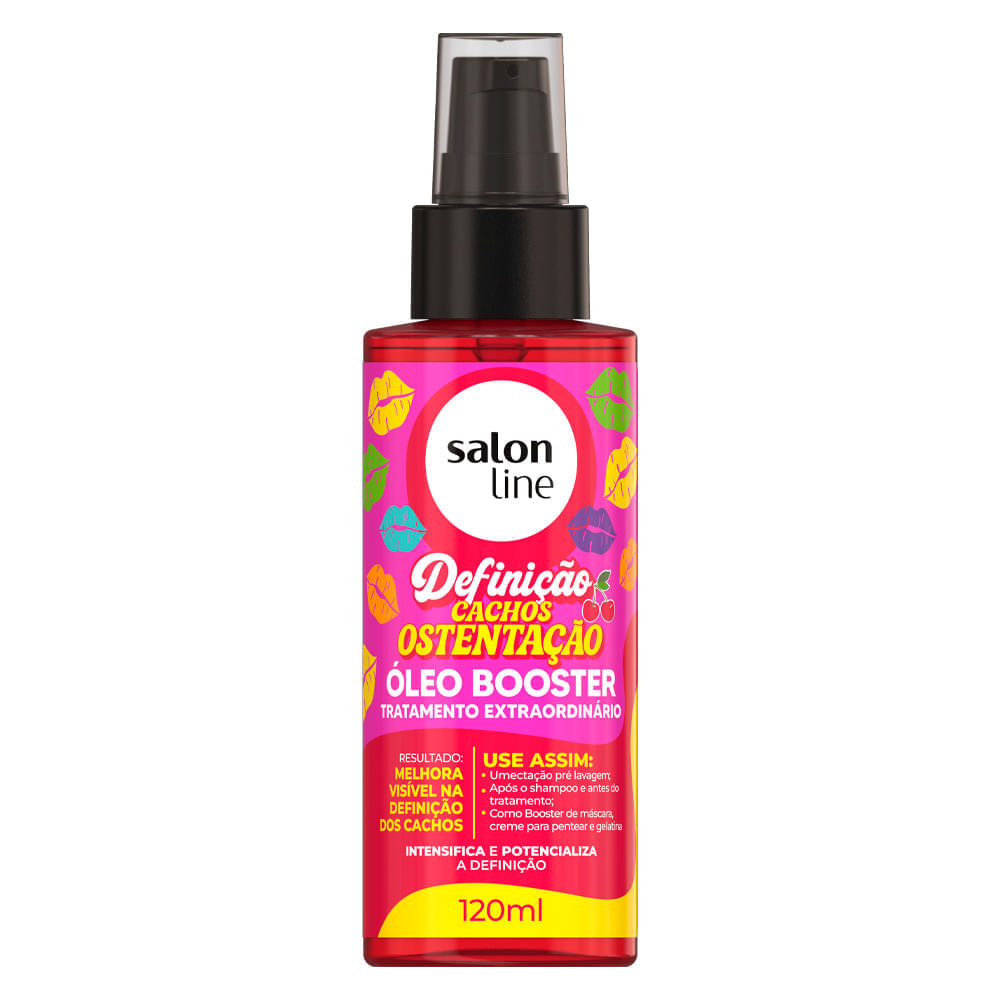 salon
line
Definição
CACHOS
OSTENTAÇÃO
ÓLEO BOOSTER
TRATAMENTO EXTRAORDINÁRIO
RESULTADO:
MELHORA
VISÍVEL NA
DEFINIÇÃO
DOS CACHOS
USE ASSIM:
• Umectação pré lavagem;
• Após o shampoo e antes do
tratamento;
• Como Booster de máscara,
creme para pentear e gelatina
INTENSIFICA E POTENCIALIZA
A DEFINIÇÃO
120ml